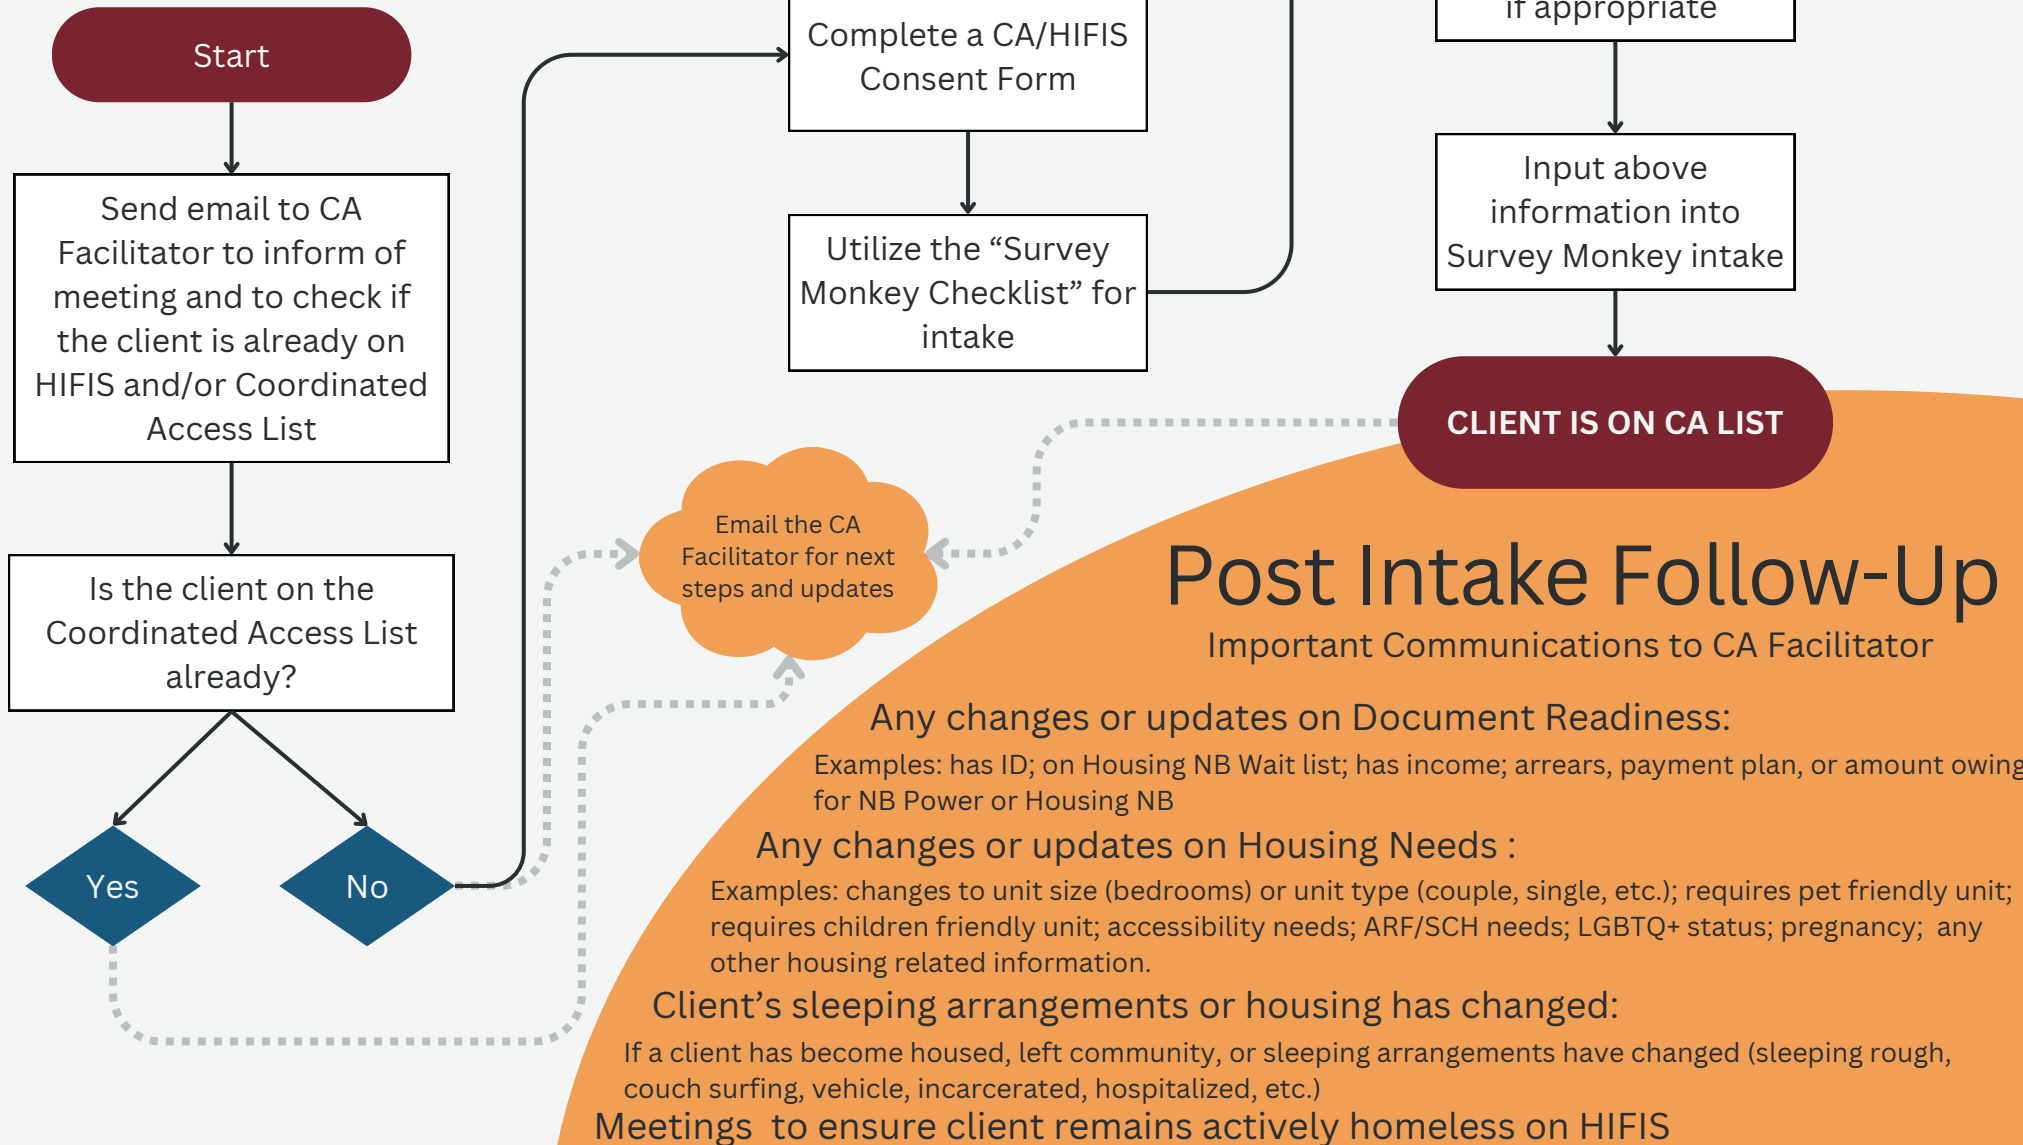 Start
Send email to CA
Facilitator to inform of
meeting and to check if
the client is already on
HIFIS and/or Coordinated
Access List
Is the client on the
Coordinated Access List
already?
Yes
No
Complete a CA/HIFIS
Consent Form
Utilize the “Survey
Monkey Checklist” for
intake
if appropriate
Input above
information into
Survey Monkey intake
CLIENT IS ON CA LIST
Email the CA
Facilitator for next
steps and updates
Post Intake Follow-Up
Important Communications to CA Facilitator
Any changes or updates on Document Readiness:
Examples: has ID; on Housing NB Wait list; has income; arrears, payment plan, or amount owing
for NB Power or Housing NB
Any changes or updates on Housing Needs :
Examples: changes to unit size (bedrooms) or unit type (couple, single, etc.); requires pet friendly unit;
requires children friendly unit; accessibility needs; ARF/SCH needs; LGBTQ+ status; pregnancy;  any
other housing related information.
Client’s sleeping arrangements or housing has changed:
If a client has become housed, left community, or sleeping arrangements have changed (sleeping rough,
couch surfing, vehicle, incarcerated, hospitalized, etc.)
Meetings  to ensure client remains actively homeless on HIFIS